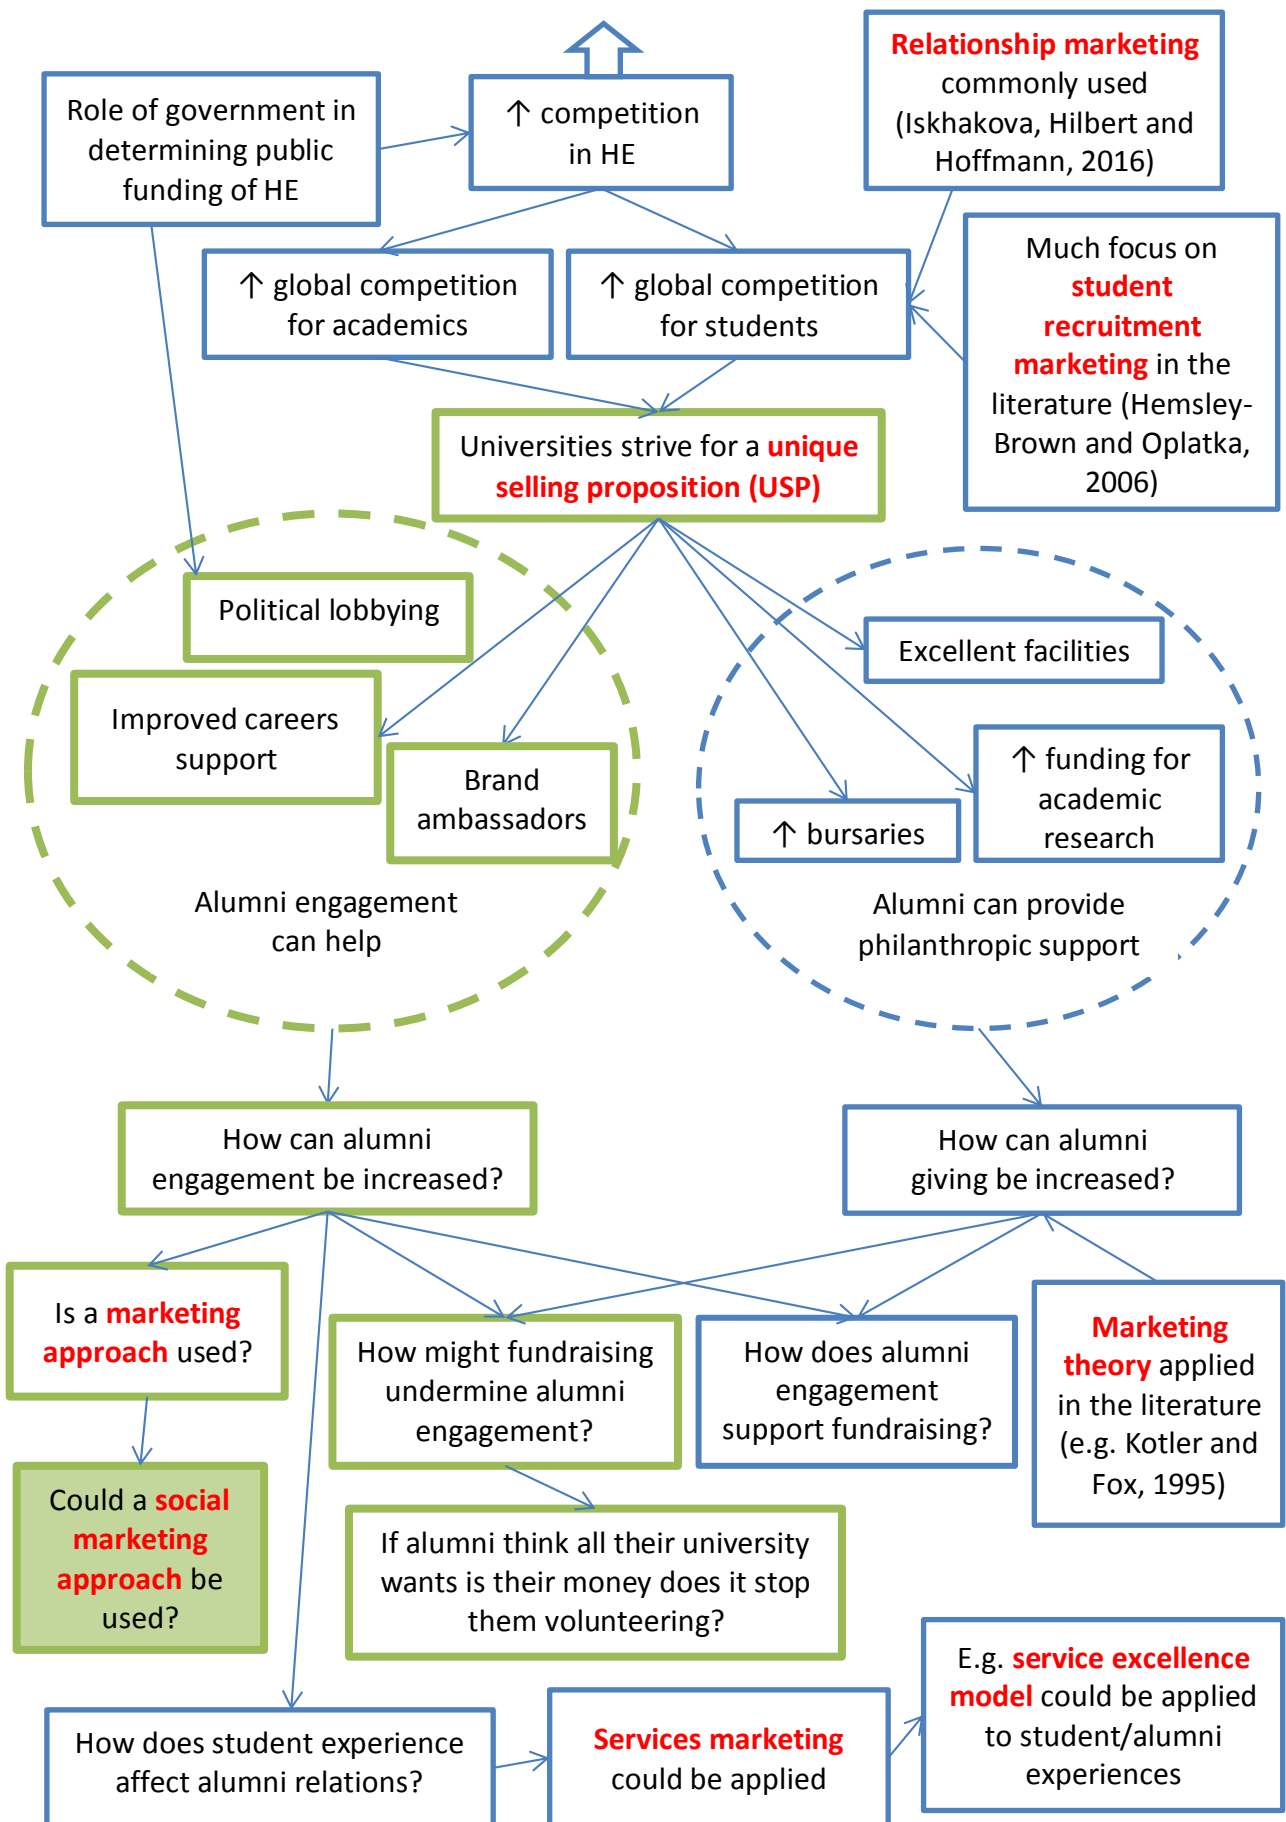 Relationship marketing
commonly used
(Iskhakova, Hilbert and
Hoffmann, 2016)
Role of government in
determining public
funding of HE
↑ competition
in HE
Much focus on
student
recruitment
marketing in the
literature (Hemsley-
Brown and Oplatka,
2006)
↑ global competition
for academics
↑ global competition
for students
Universities strive for a unique
selling proposition (USP)
Political lobbying
Improved careers
support
Brand
ambassadors
Alumni engagement
can help
Excellent facilities
↑ funding for
academic
research
↑ bursaries
Alumni can provide
philanthropic support
How can alumni
engagement be increased?
How can alumni
giving be increased?
Is a marketing
approach used?
How might fundraising
undermine alumni
engagement?
How does alumni
engagement
support fundraising?
Marketing
theory applied
in the literature
(e.g. Kotler and
Fox, 1995)
Could a social
marketing
approach be
used?
If alumni think all their university
wants is their money does it stop
them volunteering?
How does student experience
affect alumni relations?
Services marketing
could be applied
E.g. service excellence
model could be applied
to student/alumni
experiences